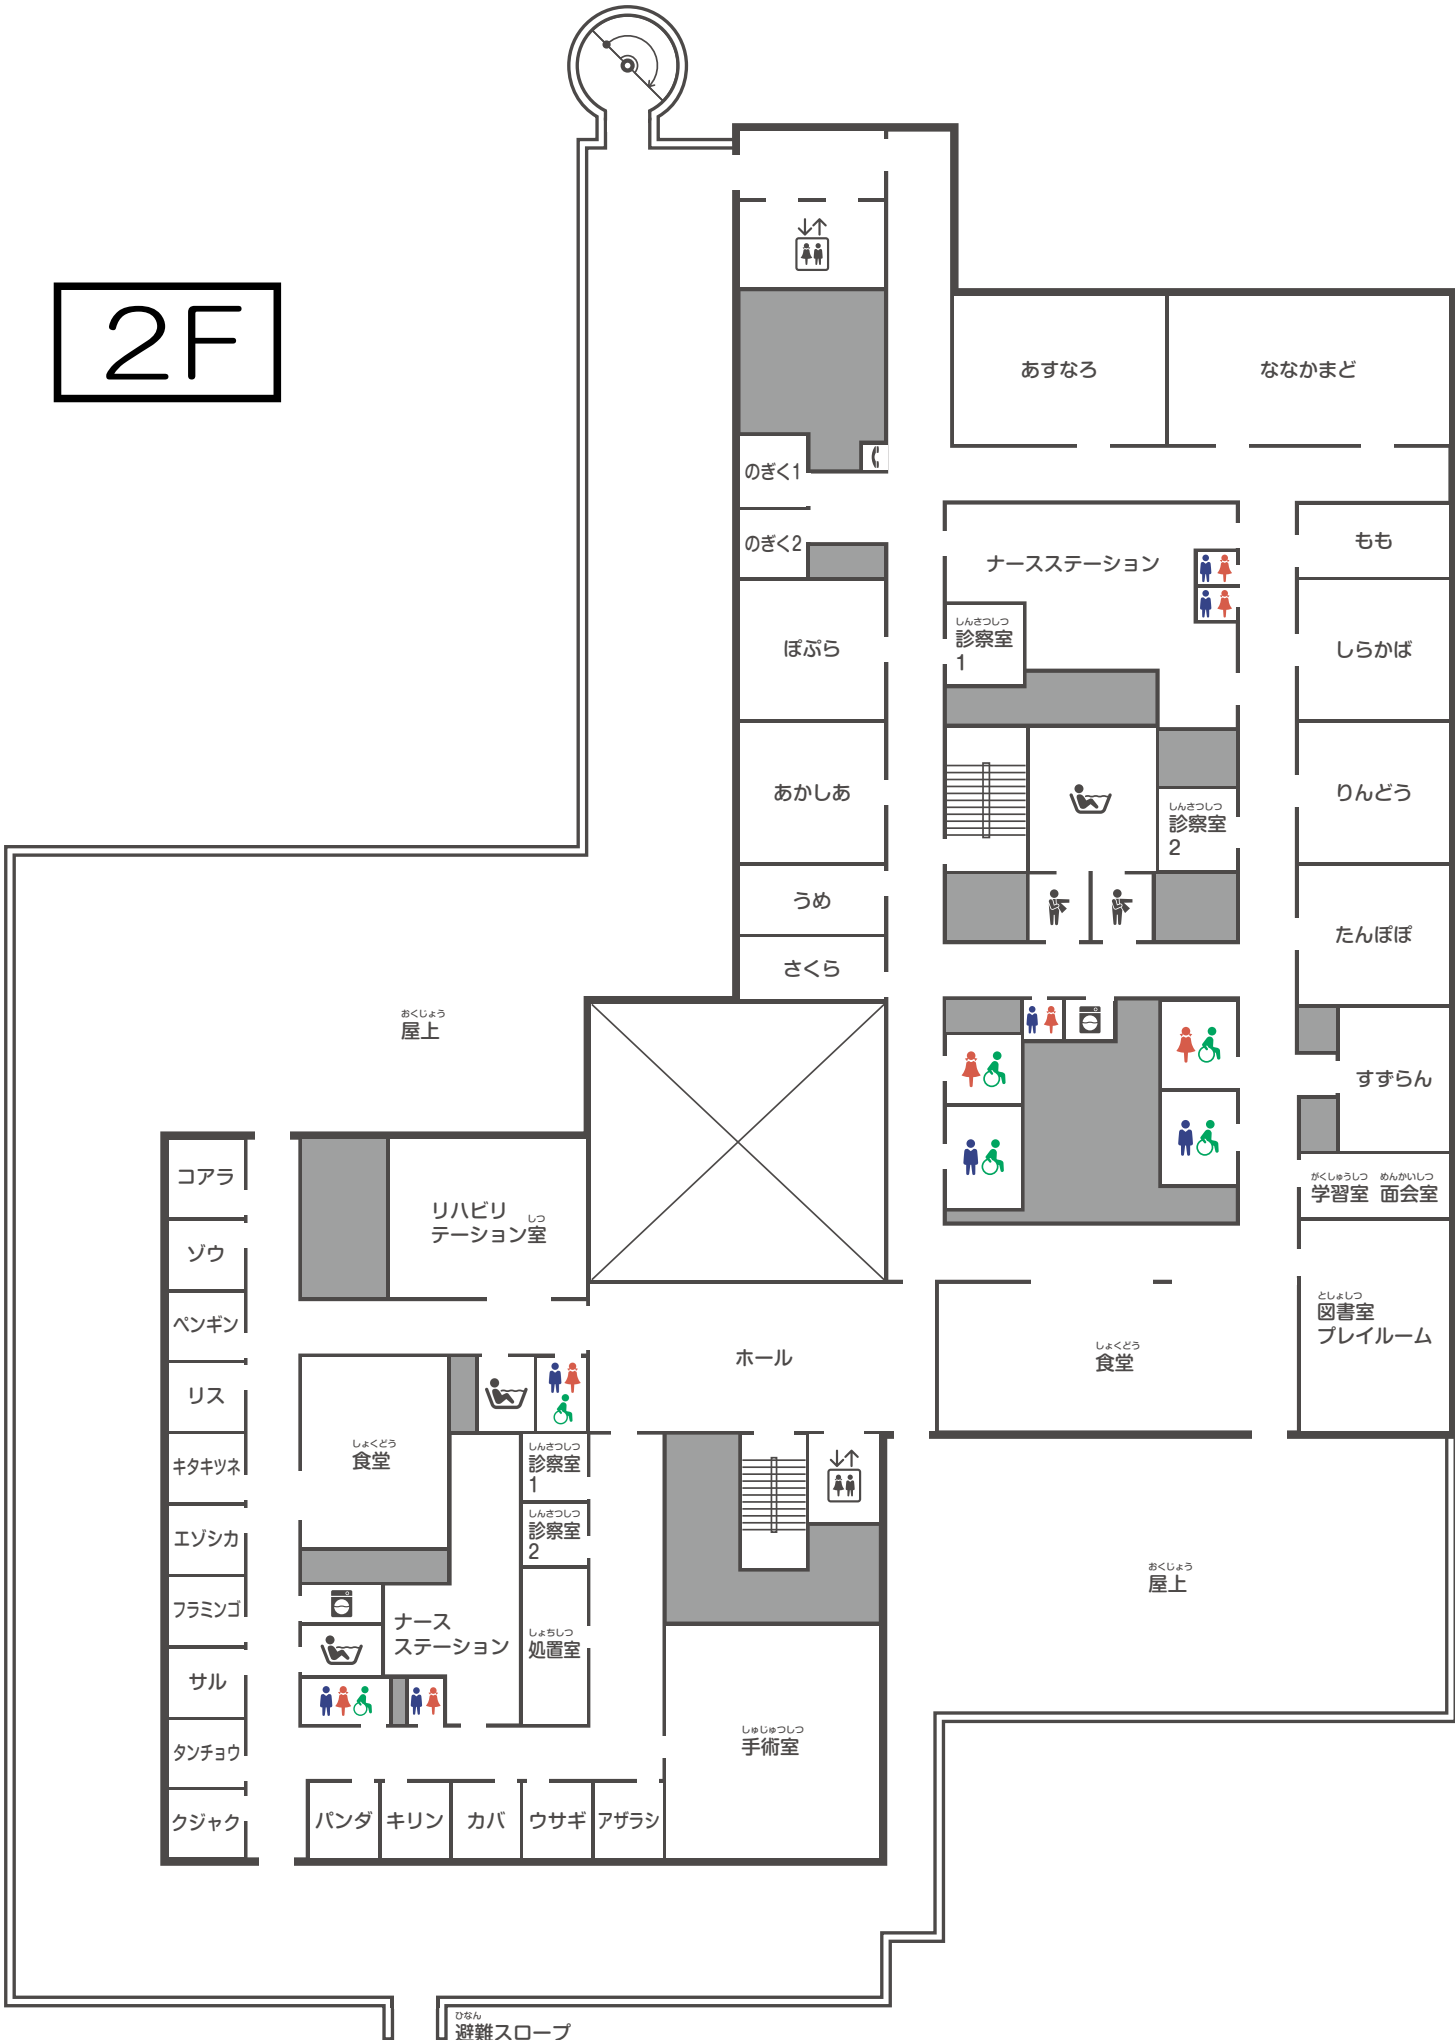 2F
あすなろ
ななかまど
のぎく1
のぎく2
ナースステーション
もも
しんさつしつ
診察室
1
ぽぷら
しらかば
あかしあ
しんさつしつ
診察室
2
りんどう
うめ
さくら
たんぽぽ
おくじょう
屋上
すずらん
コアラ
リハビリ
しつ
テーション室
がくしゅうしつ めんかいしつ
学習室 面会室
ゾウ
ペンギン
ホール
しょくどう
食堂
としょしつ
図書室
プレイルーム
リス
キタキツネ
しょくどう
食堂
しんさつしつ
診察室
1
エゾシカ
しんさつしつ
診察室
2
おくじょう
屋上
フラミンゴ
ナース
ステーション
しょちしつ
処置室
サル
タンチョウ
しゅじゅつしつ
手術室
クジャク
パンダ
キリン
カバ
ウサギ
アザラシ
ひなん
避難スロープ